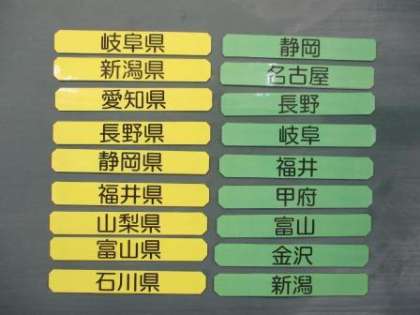 岐阜県 静岡
新潟県 名古屋
愛知県 長野
長野県 岐阜
静岡県 福井
福井県 甲府
山梨県 富山
富山県 金沢
石川県 新潟